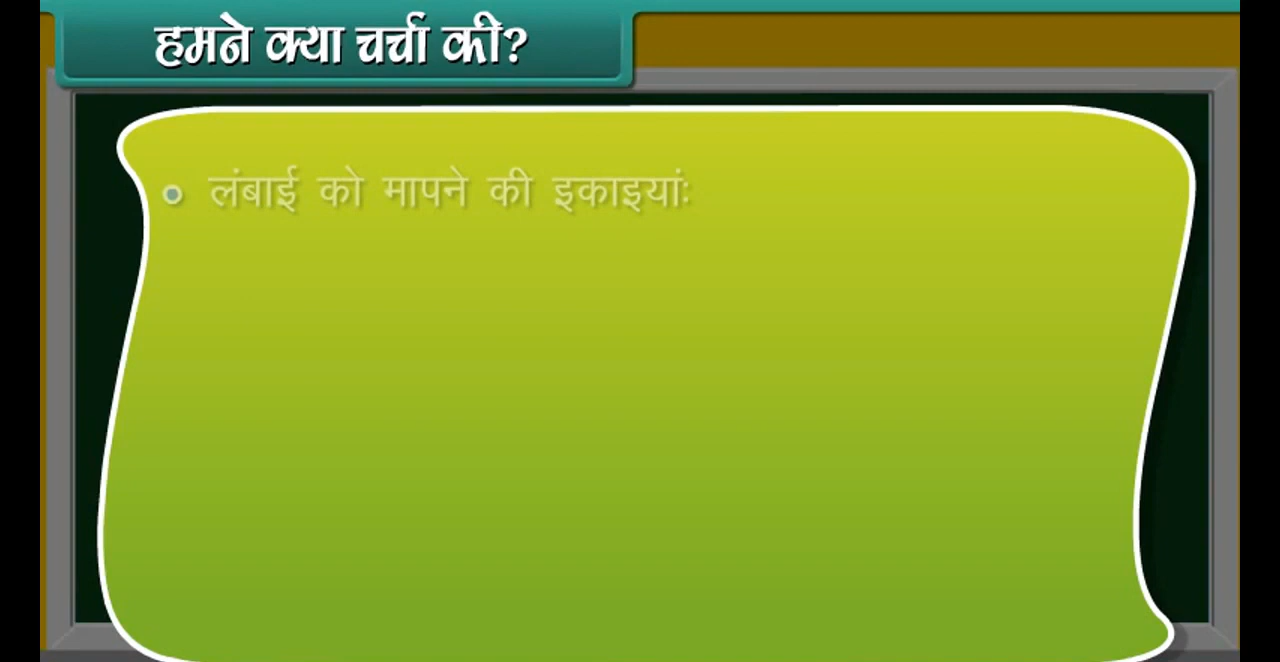 हमने क्या चर्चा की?
• लंबाई को मापने की इकाइयां: